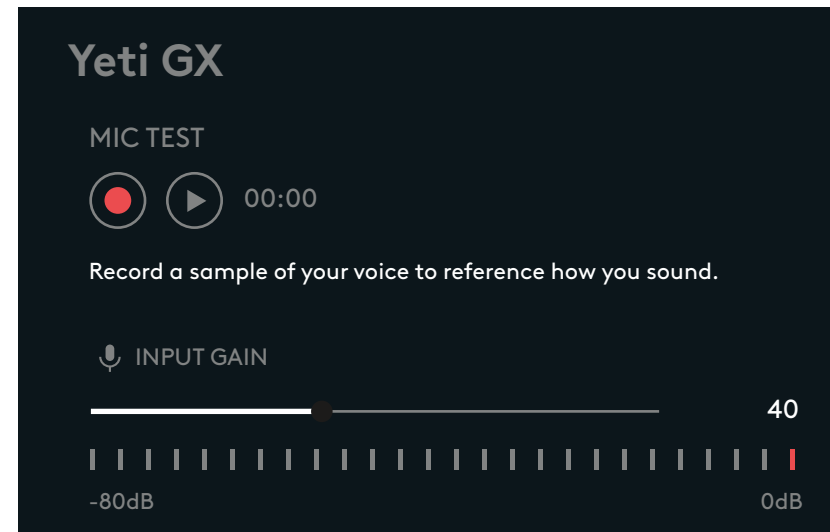 Yeti GX
MIC TEST
00:00
Record a sample of your voice to reference how you sound.
INPUT GAIN
40
-80dB
0dB